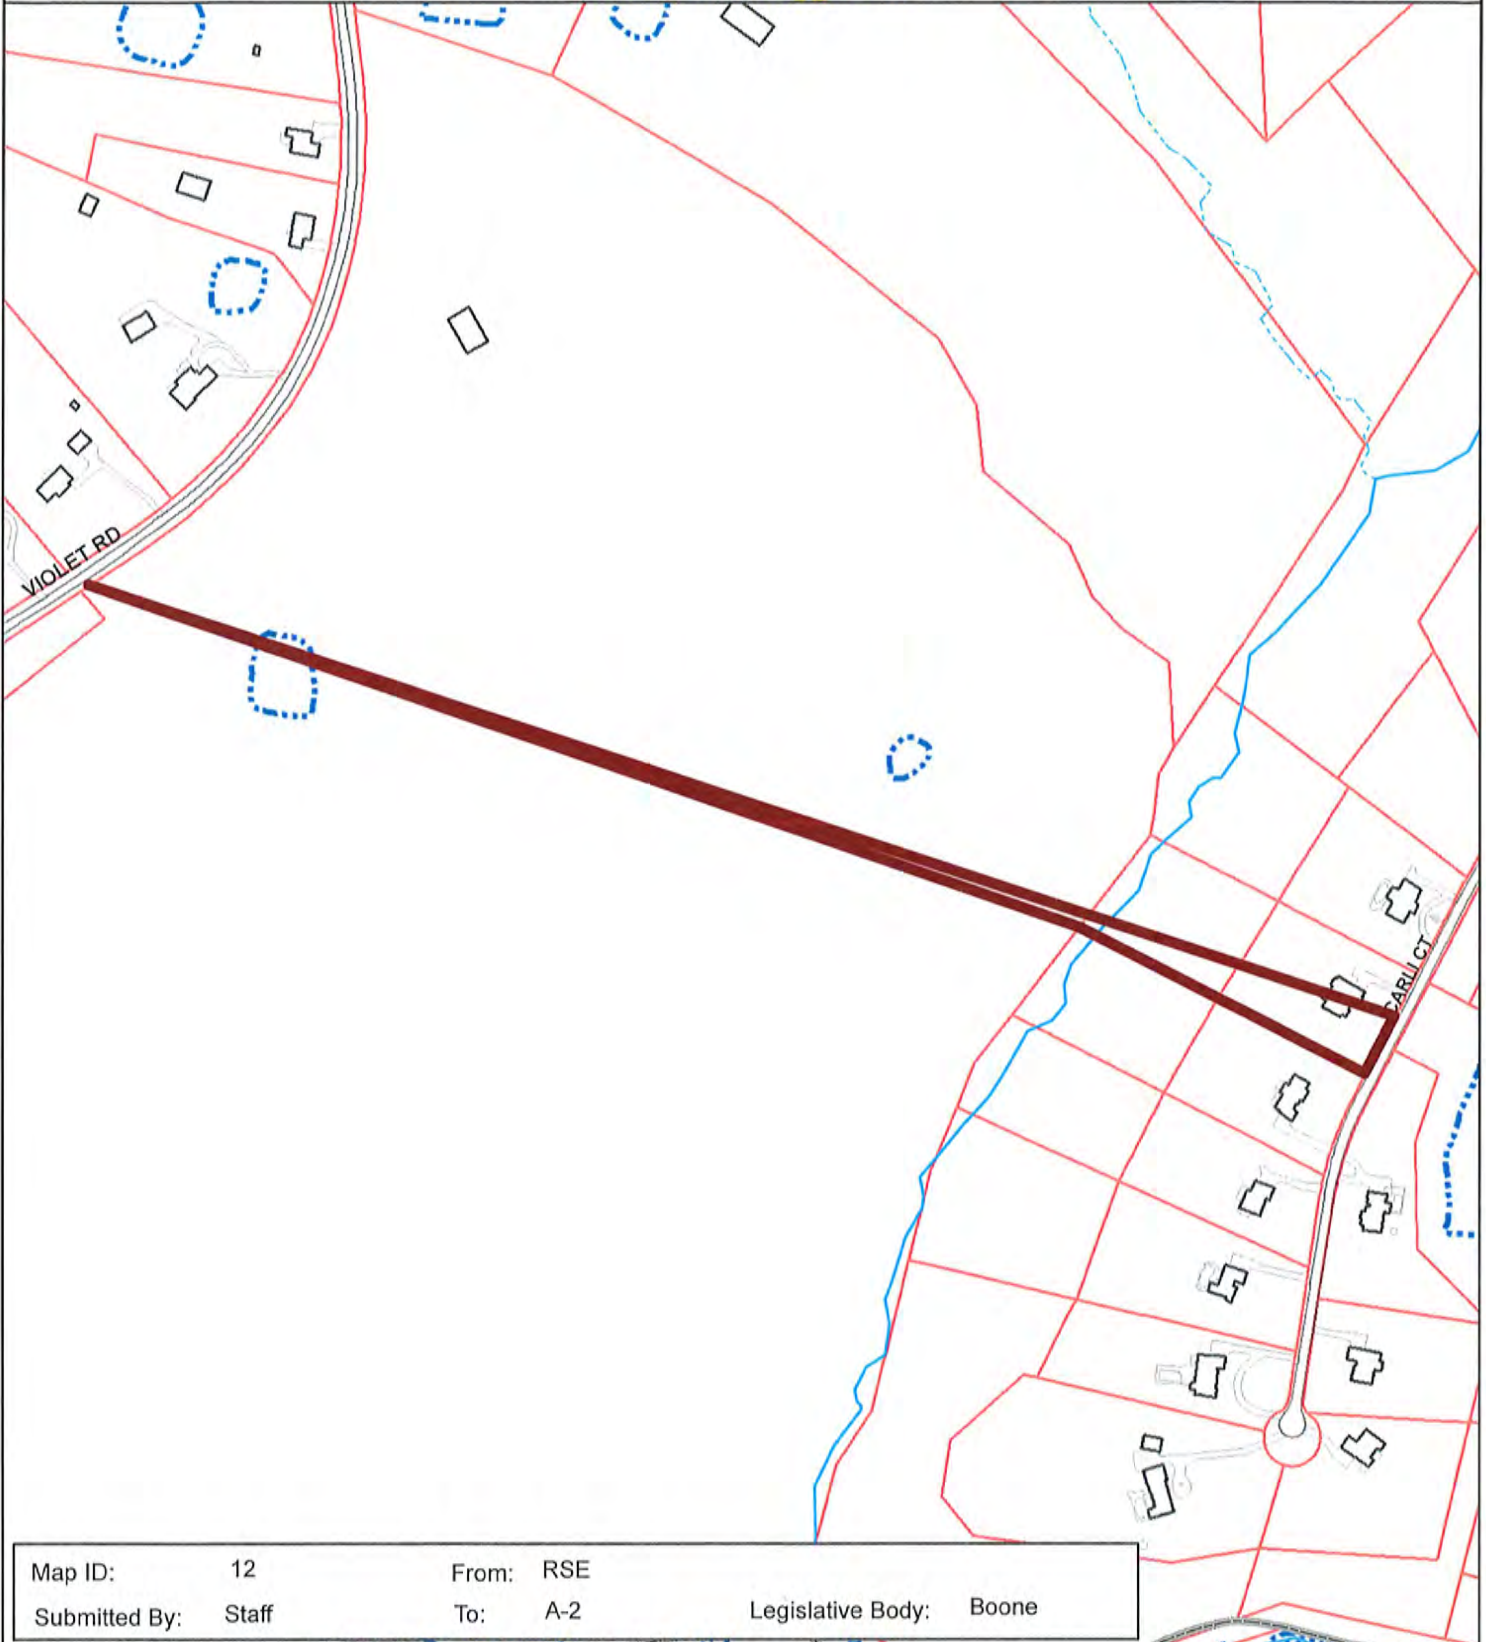 VIOLET RD
CARLI CT
Map ID: 12 From: RSE
Submitted By: Staff To: A-2 Legislative Body: Boone